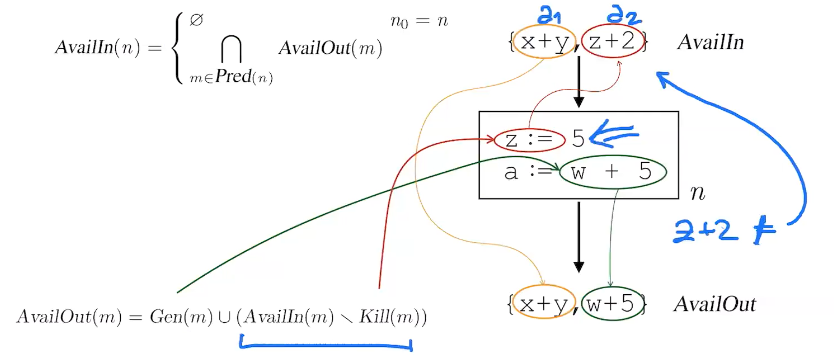 a1 a2
AvailIn(n) = { ∅ n₀ = n
⋂ m∈Pred(n) AvailOut(m)
{x+y, z+2} AvailIn
z := 5
a := w + 5
n
z+2 ≠
{x+y, w+5} AvailOut
AvailOut(m) = Gen(m) ∪ (AvailIn(m) ∖ Kill(m))